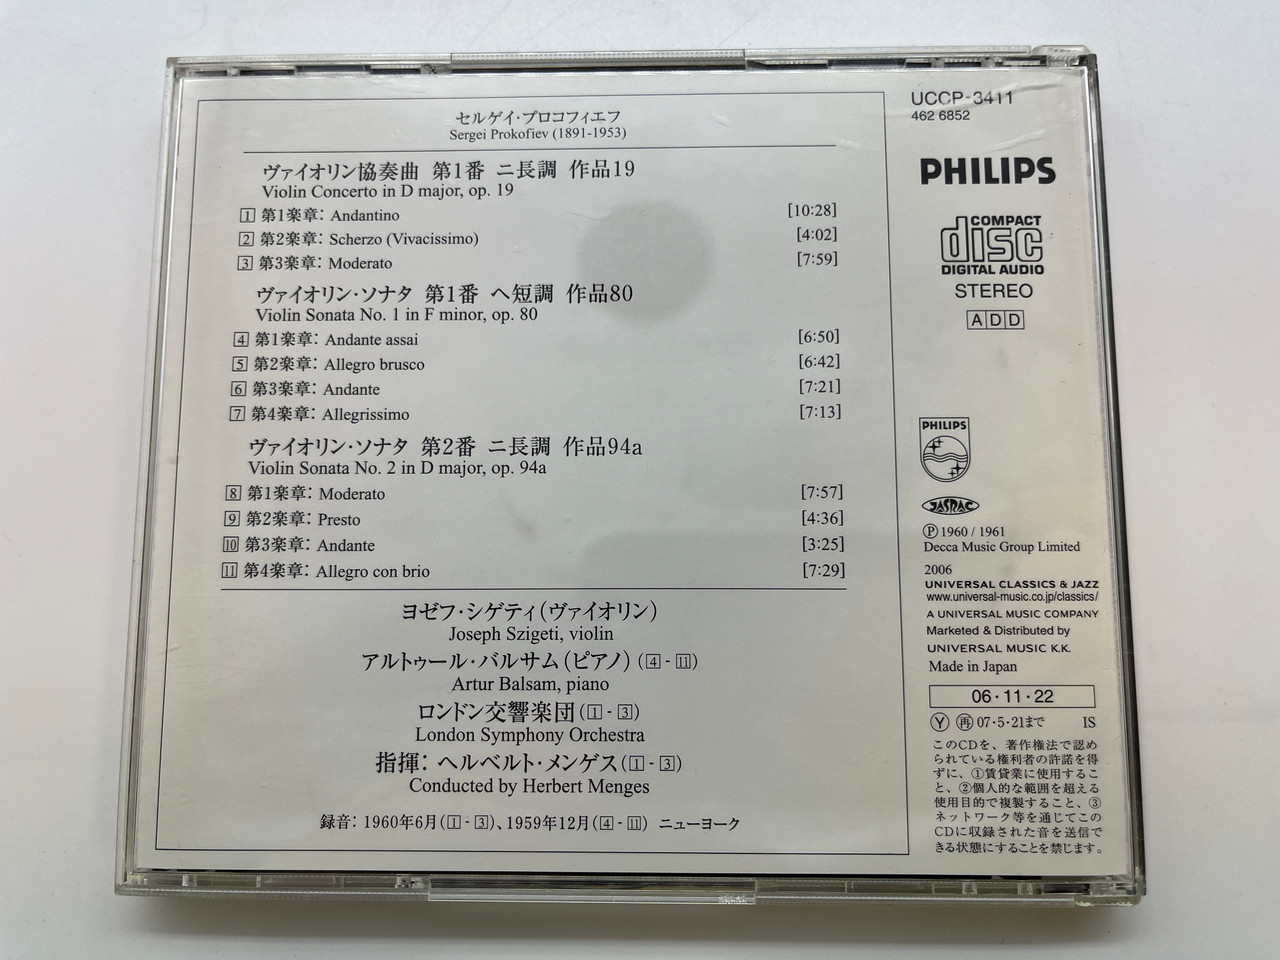 セルゲイ・プロコフィエフ
Sergei Prokofiev (1891-1953)
ヴァイオリン協奏曲 第1番 ニ長調 作品19
Violin Concerto in D major, op. 19
1 第1楽章: Andantino [10:28]
2 第2楽章: Scherzo (Vivacissimo) [4:02]
3 第3楽章: Moderato [7:59]
ヴァイオリン・ソナタ 第1番 ヘ短調 作品80
Violin Sonata No. 1 in F minor, op. 80
4 第1楽章: Andante assai [6:50]
5 第2楽章: Allegro brusco [6:42]
6 第3楽章: Andante [7:21]
7 第4楽章: Allegrissimo [7:13]
ヴァイオリン・ソナタ 第2番 ニ長調 作品94a
Violin Sonata No. 2 in D major, op. 94a
8 第1楽章: Moderato [7:57]
9 第2楽章: Presto [4:36]
10 第3楽章: Andante [3:25]
11 第4楽章: Allegro con brio [7:29]
ヨゼフ・シゲティ(ヴァイオリン)
Joseph Szigeti, violin
アルトゥール・バルサム(ピアノ)(4-11)
Artur Balsam, piano
ロンドン交響楽団(1-3)
London Symphony Orchestra
指揮: ヘルベルト・メンゲス(1-3)
Conducted by Herbert Menges
録音: 1960年6月(1-3)、1959年12月(4-11) ニューヨーク
UCCP-3411
462 6852
PHILIPS
COMPACT
disc
DIGITAL AUDIO
STEREO
ADD
PHILIPS
JASRAC
Ⓟ 1960 / 1961
Decca Music Group Limited
2006
UNIVERSAL CLASSICS & JAZZ
www.universal-music.co.jp/classics/
A UNIVERSAL MUSIC COMPANY
Marketed & Distributed by
UNIVERSAL MUSIC K.K.
Made in Japan
06・11・22
Ⓨ 再 07・5・21まで IS
このCDを、著作権法で認め
られている権利者の許諾を得
ずに、①賃貸業に使用するこ
と、②個人的な範囲を超える
使用目的で複製すること、③
ネットワーク等を通じてこの
CDに収録された音を送信で
きる状態にすることを禁じます。